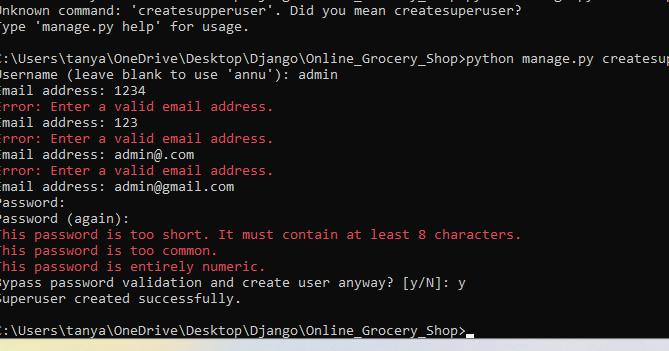 Unknown command: 'createsupperuser'. Did you mean createsuperuser?
Type 'manage.py help' for usage.
C:\Users\tanya\OneDrive\Desktop\Django\Online_Grocery_Shop>python manage.py createsup
Username (leave blank to use 'annu'): admin
Email address: 1234
Error: Enter a valid email address.
Email address: 123
Error: Enter a valid email address.
Email address: admin@.com
Error: Enter a valid email address.
Email address: admin@gmail.com
Password:
Password (again):
This password is too short. It must contain at least 8 characters.
This password is too common.
This password is entirely numeric.
Bypass password validation and create user anyway? [y/N]: y
Superuser created successfully.
C:\Users\tanya\OneDrive\Desktop\Django\Online_Grocery_Shop>